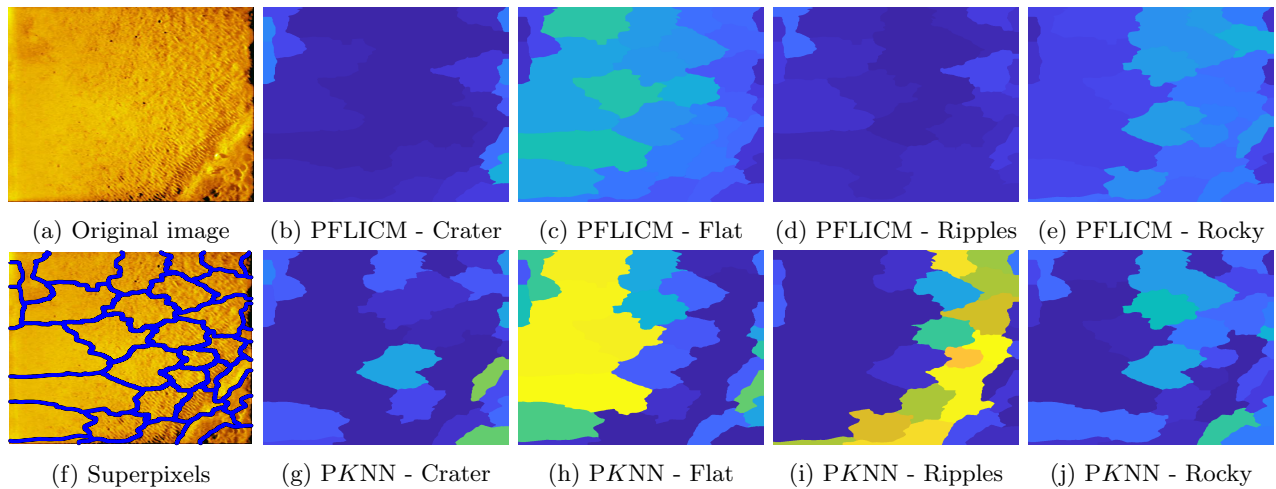 (a) Original image
(b) PFLICM - Crater
(c) PFLICM - Flat
(d) PFLICM - Ripples
(e) PFLICM - Rocky
(f) Superpixels
(g) PKNN - Crater
(h) PKNN - Flat
(i) PKNN - Ripples
(j) PKNN - Rocky